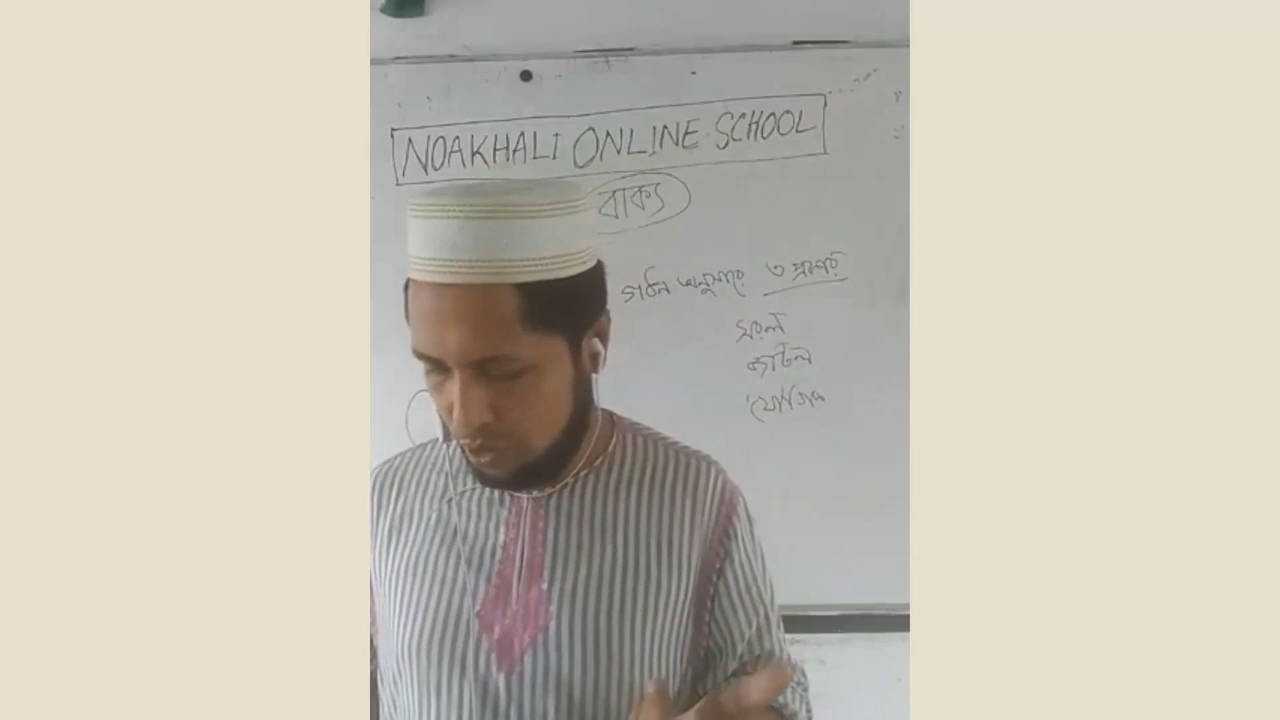 NOAKHALI ONLINE SCHOOL
বাক্য
গঠন অনুসারে ৩ প্রকার
সরল
জটিল
যৌগিক